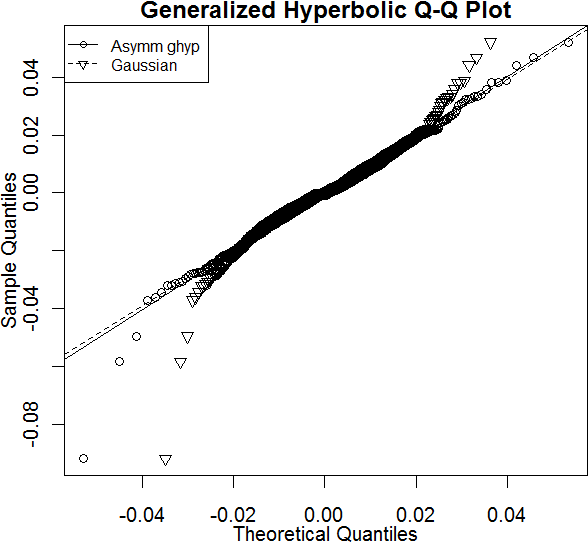 Generalized Hyperbolic Q-Q Plot
Asymm ghyp
Gaussian
Sample Quantiles
0.04
0.02
0.00
-0.04
-0.08
-0.04
-0.02
0.00
0.02
0.04
Theoretical Quantiles